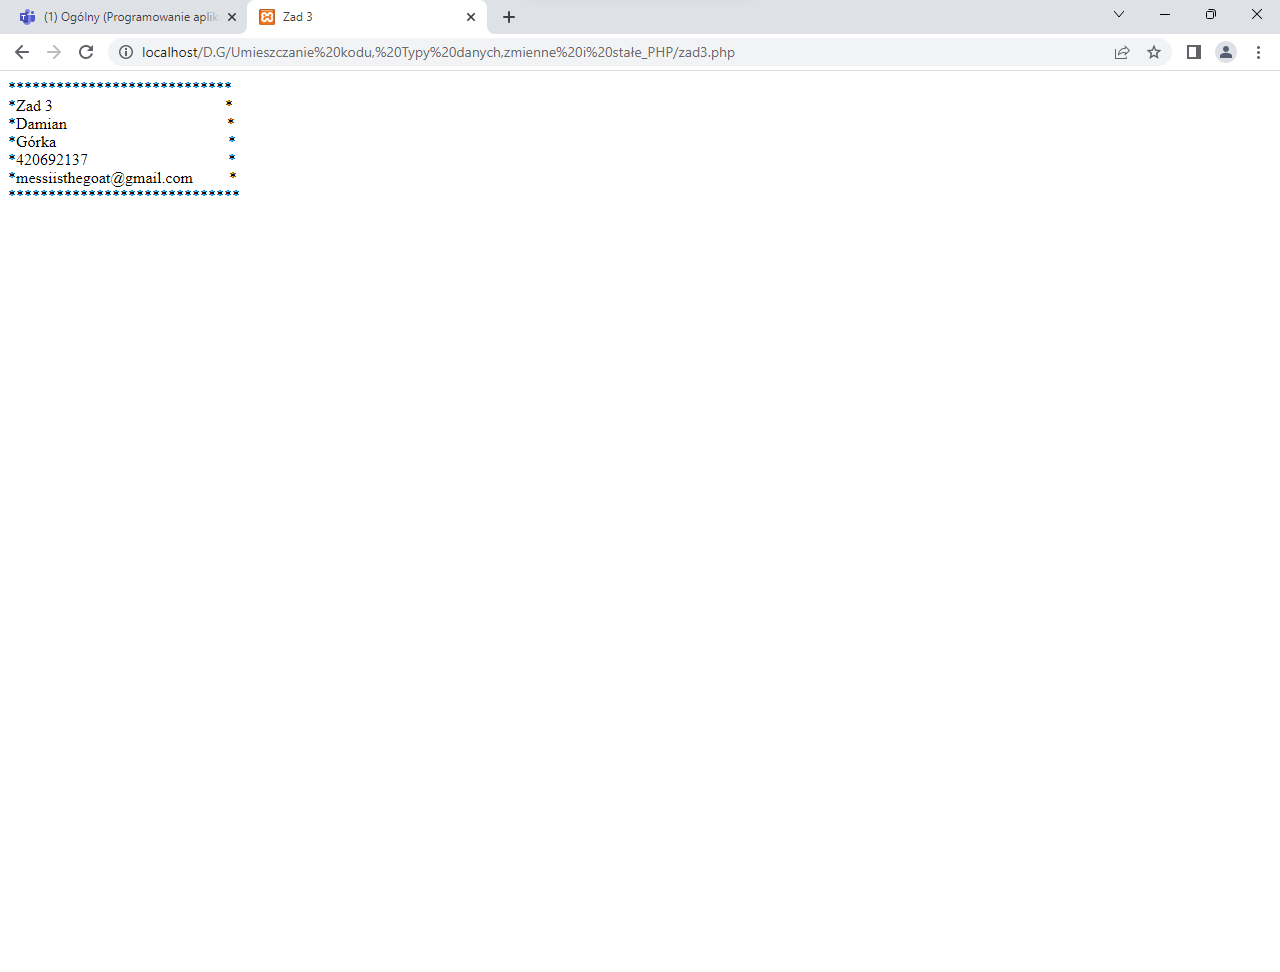 (1) Ogólny (Programowanie aplik
Zad 3
localhost/D.G/Umieszczanie%20kodu,%20Typy%20danych,zmienne%20i%20stałe_PHP/zad3.php
****************************
*Zad 3 *
*Damian *
*Górka *
*420692137 *
*messiisthegoat@gmail.com *
*****************************